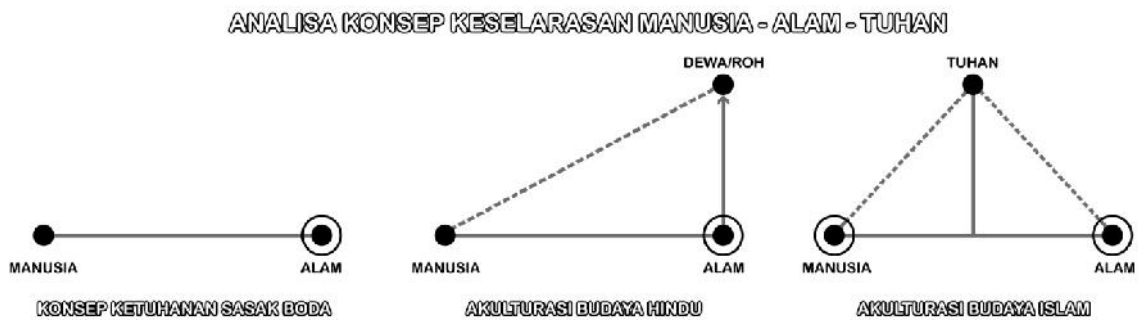 ANALISA KONSEP KESELARASAN MANUSIA - ALAM - TUHAN
DEWA/ROH
TUHAN
MANUSIA
ALAM
MANUSIA
ALAM
MANUSIA
ALAM
KONSEP KETUHANAN SASAK BODA
AKULTURASI BUDAYA HINDU
AKULTURASI BUDAYA ISLAM